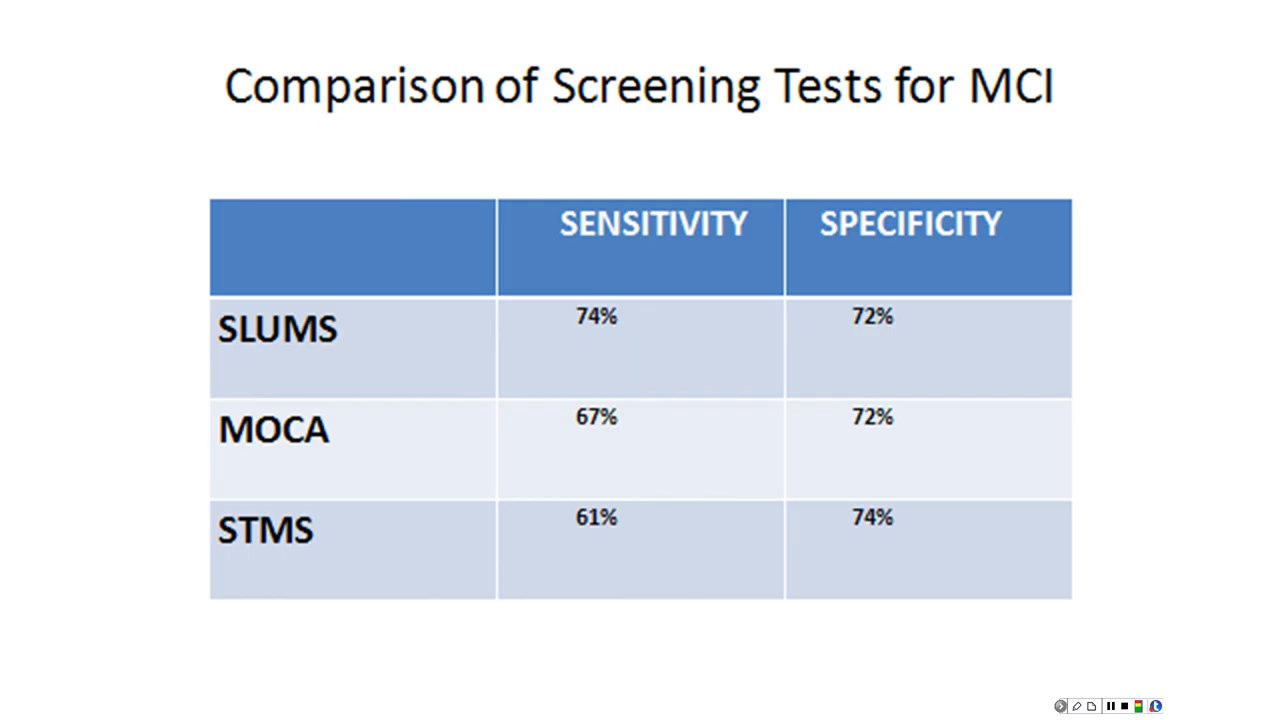 Comparison of Screening Tests for MCI
SENSITIVITY SPECIFICITY
SLUMS 74% 72%
MOCA 67% 72%
STMS 61% 74%